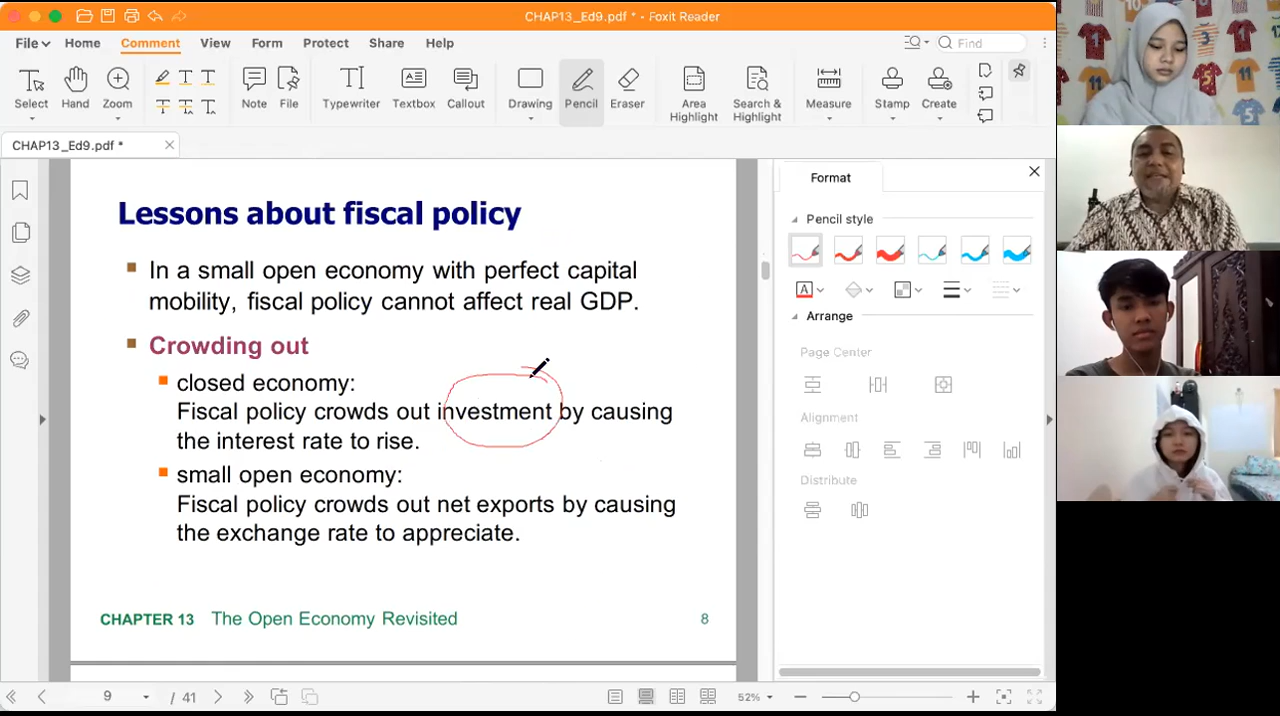 CHAP13_Ed9.pdf * - Foxit Reader
File Home Comment View Form Protect Share Help Find
Select Hand Zoom Note File Typewriter Textbox Callout Drawing Pencil Eraser Area Highlight Search & Highlight Measure Stamp Create
CHAP13_Ed9.pdf *
Format
Pencil style
Arrange
Page Center
Alignment
Distribute
Lessons about fiscal policy
In a small open economy with perfect capital
mobility, fiscal policy cannot affect real GDP.
Crowding out
closed economy:
Fiscal policy crowds out investment by causing
the interest rate to rise.
small open economy:
Fiscal policy crowds out net exports by causing
the exchange rate to appreciate.
CHAPTER 13 The Open Economy Revisited 8
9 / 41 52%